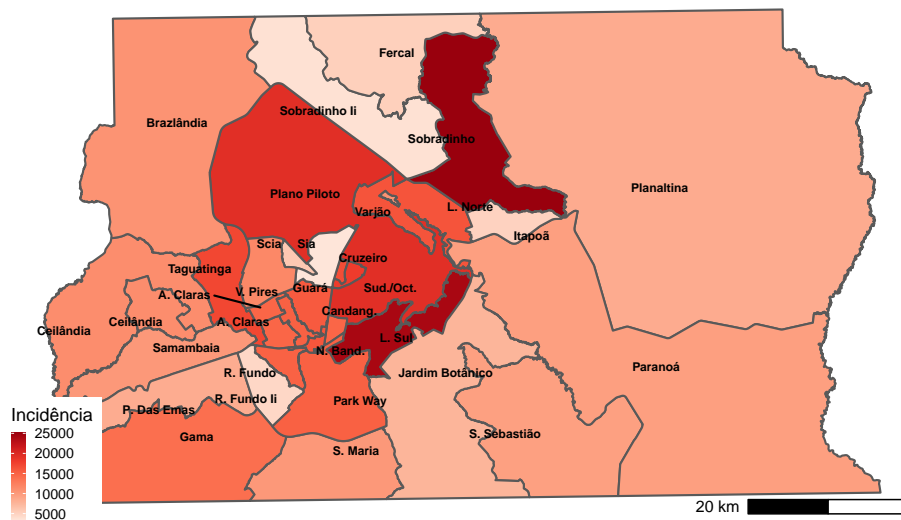 Fercal
Sobradinho Ii
Brazlândia
Sobradinho
Planaltina
Plano Piloto
Varjão
L. Norte
Itapoã
Scia
Sia
Cruzeiro
Taguatinga
Guará
Sud./Oct.
A. Claras
V. Pires
Candang.
Ceilândia
Ceilândia
A. Claras
L. Sul
Samambaia
N. Band.
R. Fundo
Jardim Botânico
Paranoá
R. Fundo Ii
Park Way
P. Das Emas
Gama
S. Sebastião
S. Maria
Incidência
25000
20000
15000
10000
5000
20 km